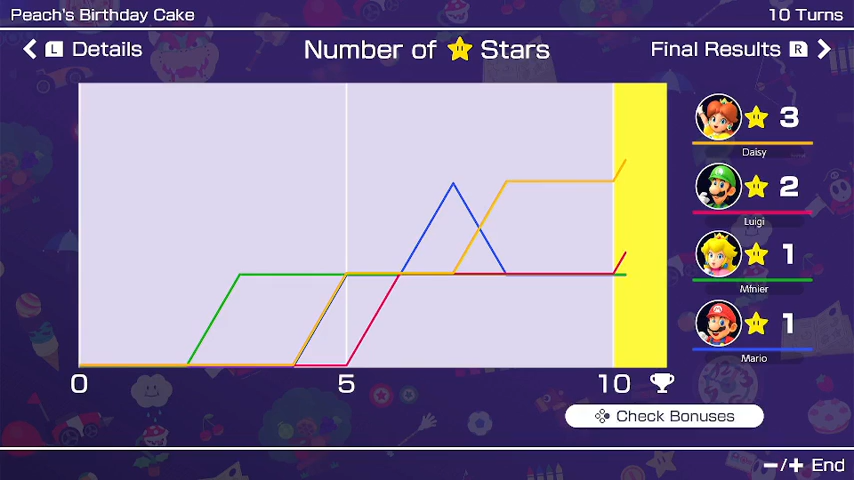 Peach's Birthday Cake
10 Turns
L Details
Number of Stars
Final Results R
3
Daisy
2
Luigi
1
Mfnier
1
Mario
0 5 10
Check Bonuses
−/+ End